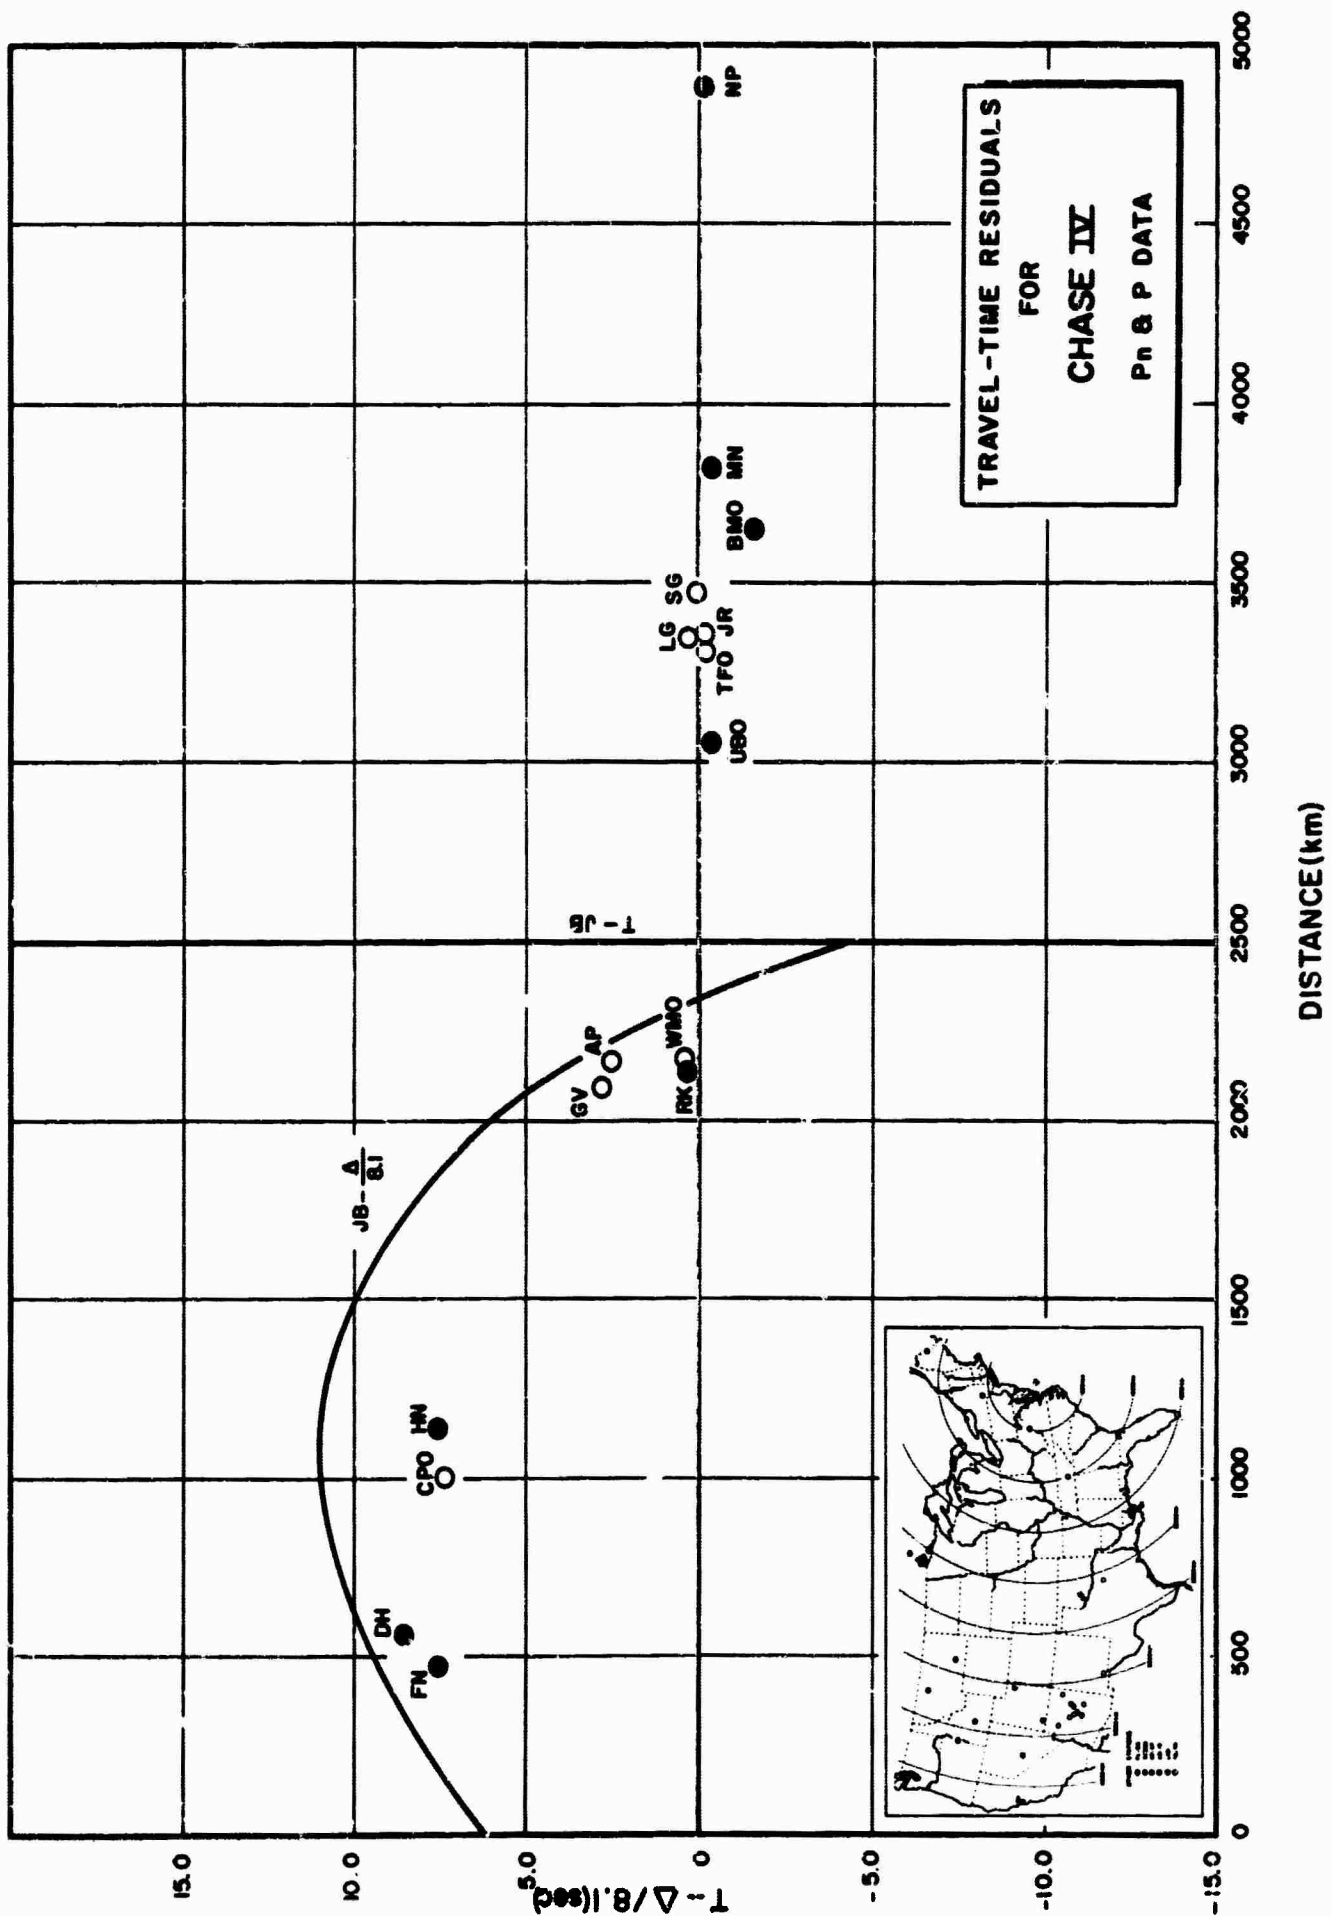 TRAVEL-TIME RESIDUALS
FOR
CHASE IV
Pn & P DATA
T - Δ/8.1(sec)
15.0
10.0
5.0
0
-5.0
-10.0
-15.0
JB - Δ/8.1
T - JB
FN
DH
CPO
HN
GV
AP
RK
WMO
UBO
TFO
LG
JR
SG
BMO
MN
NP
0
500
1000
1500
2000
2500
3000
3500
4000
4500
5000
DISTANCE (km)